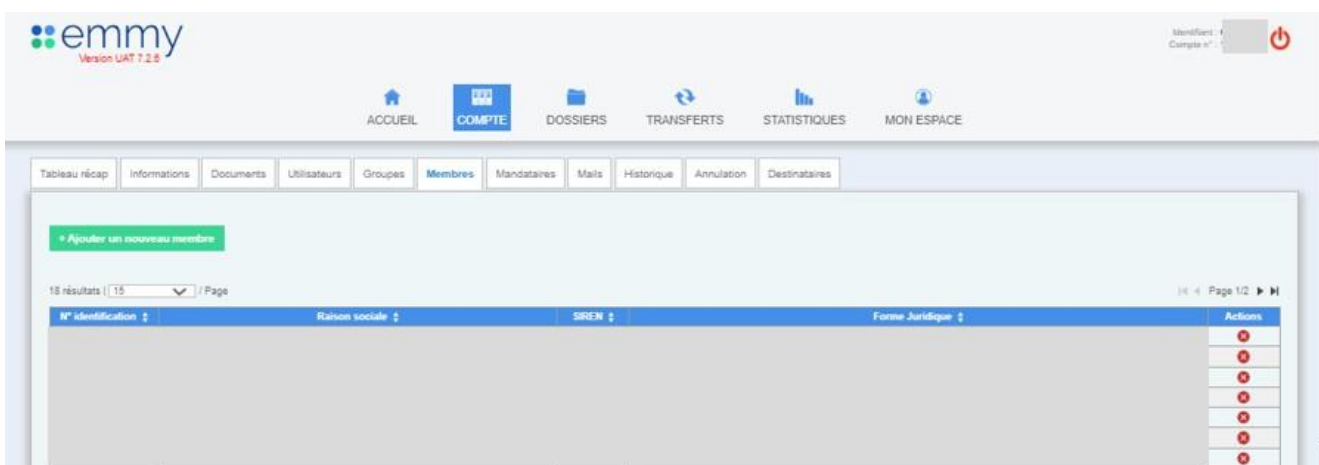 emmy
Version UAT 7.2.6
Identifiant :
Compte n° :
ACCUEIL COMPTE DOSSIERS TRANSFERTS STATISTIQUES MON ESPACE
Tableau récap Informations Documents Utilisateurs Groupes Membres Mandataires Mails Historique Annulation Destinataires
+ Ajouter un nouveau membre
18 résultats | 15 / Page
Page 1/2
N° identification Raison sociale SIREN Forme Juridique Actions